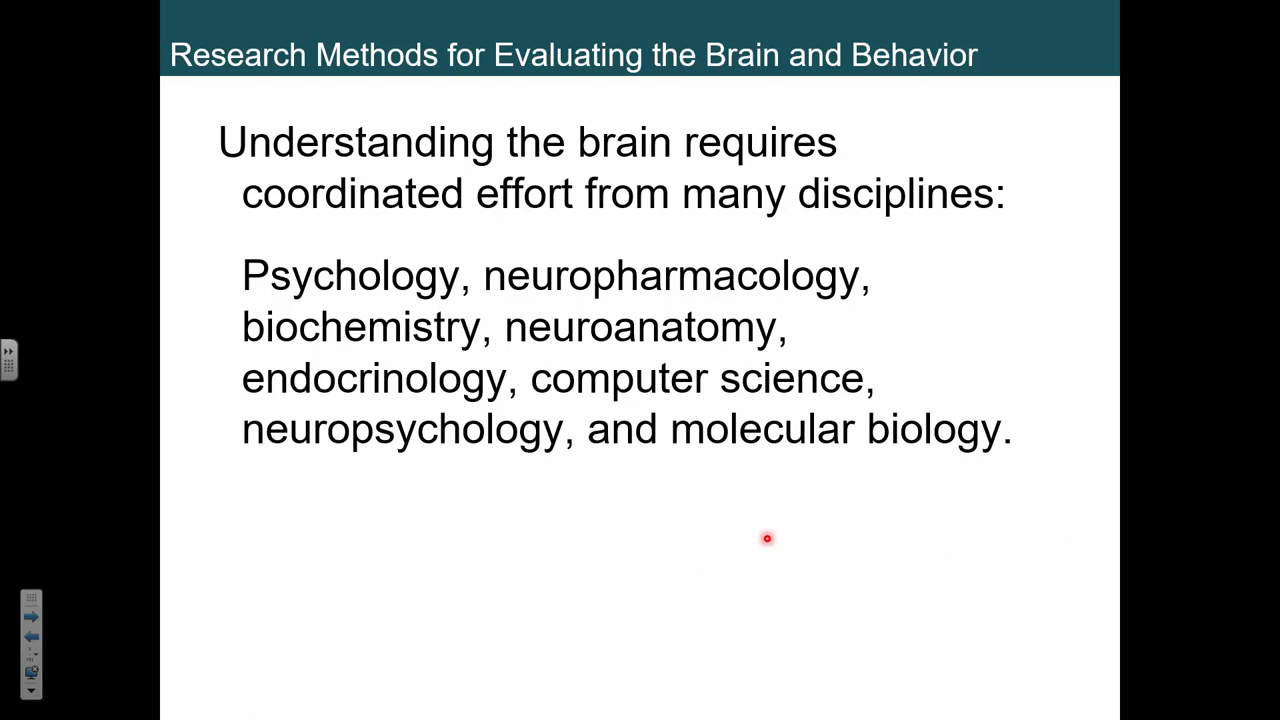 Research Methods for Evaluating the Brain and Behavior
Understanding the brain requires
coordinated effort from many disciplines:
Psychology, neuropharmacology,
biochemistry, neuroanatomy,
endocrinology, computer science,
neuropsychology, and molecular biology.